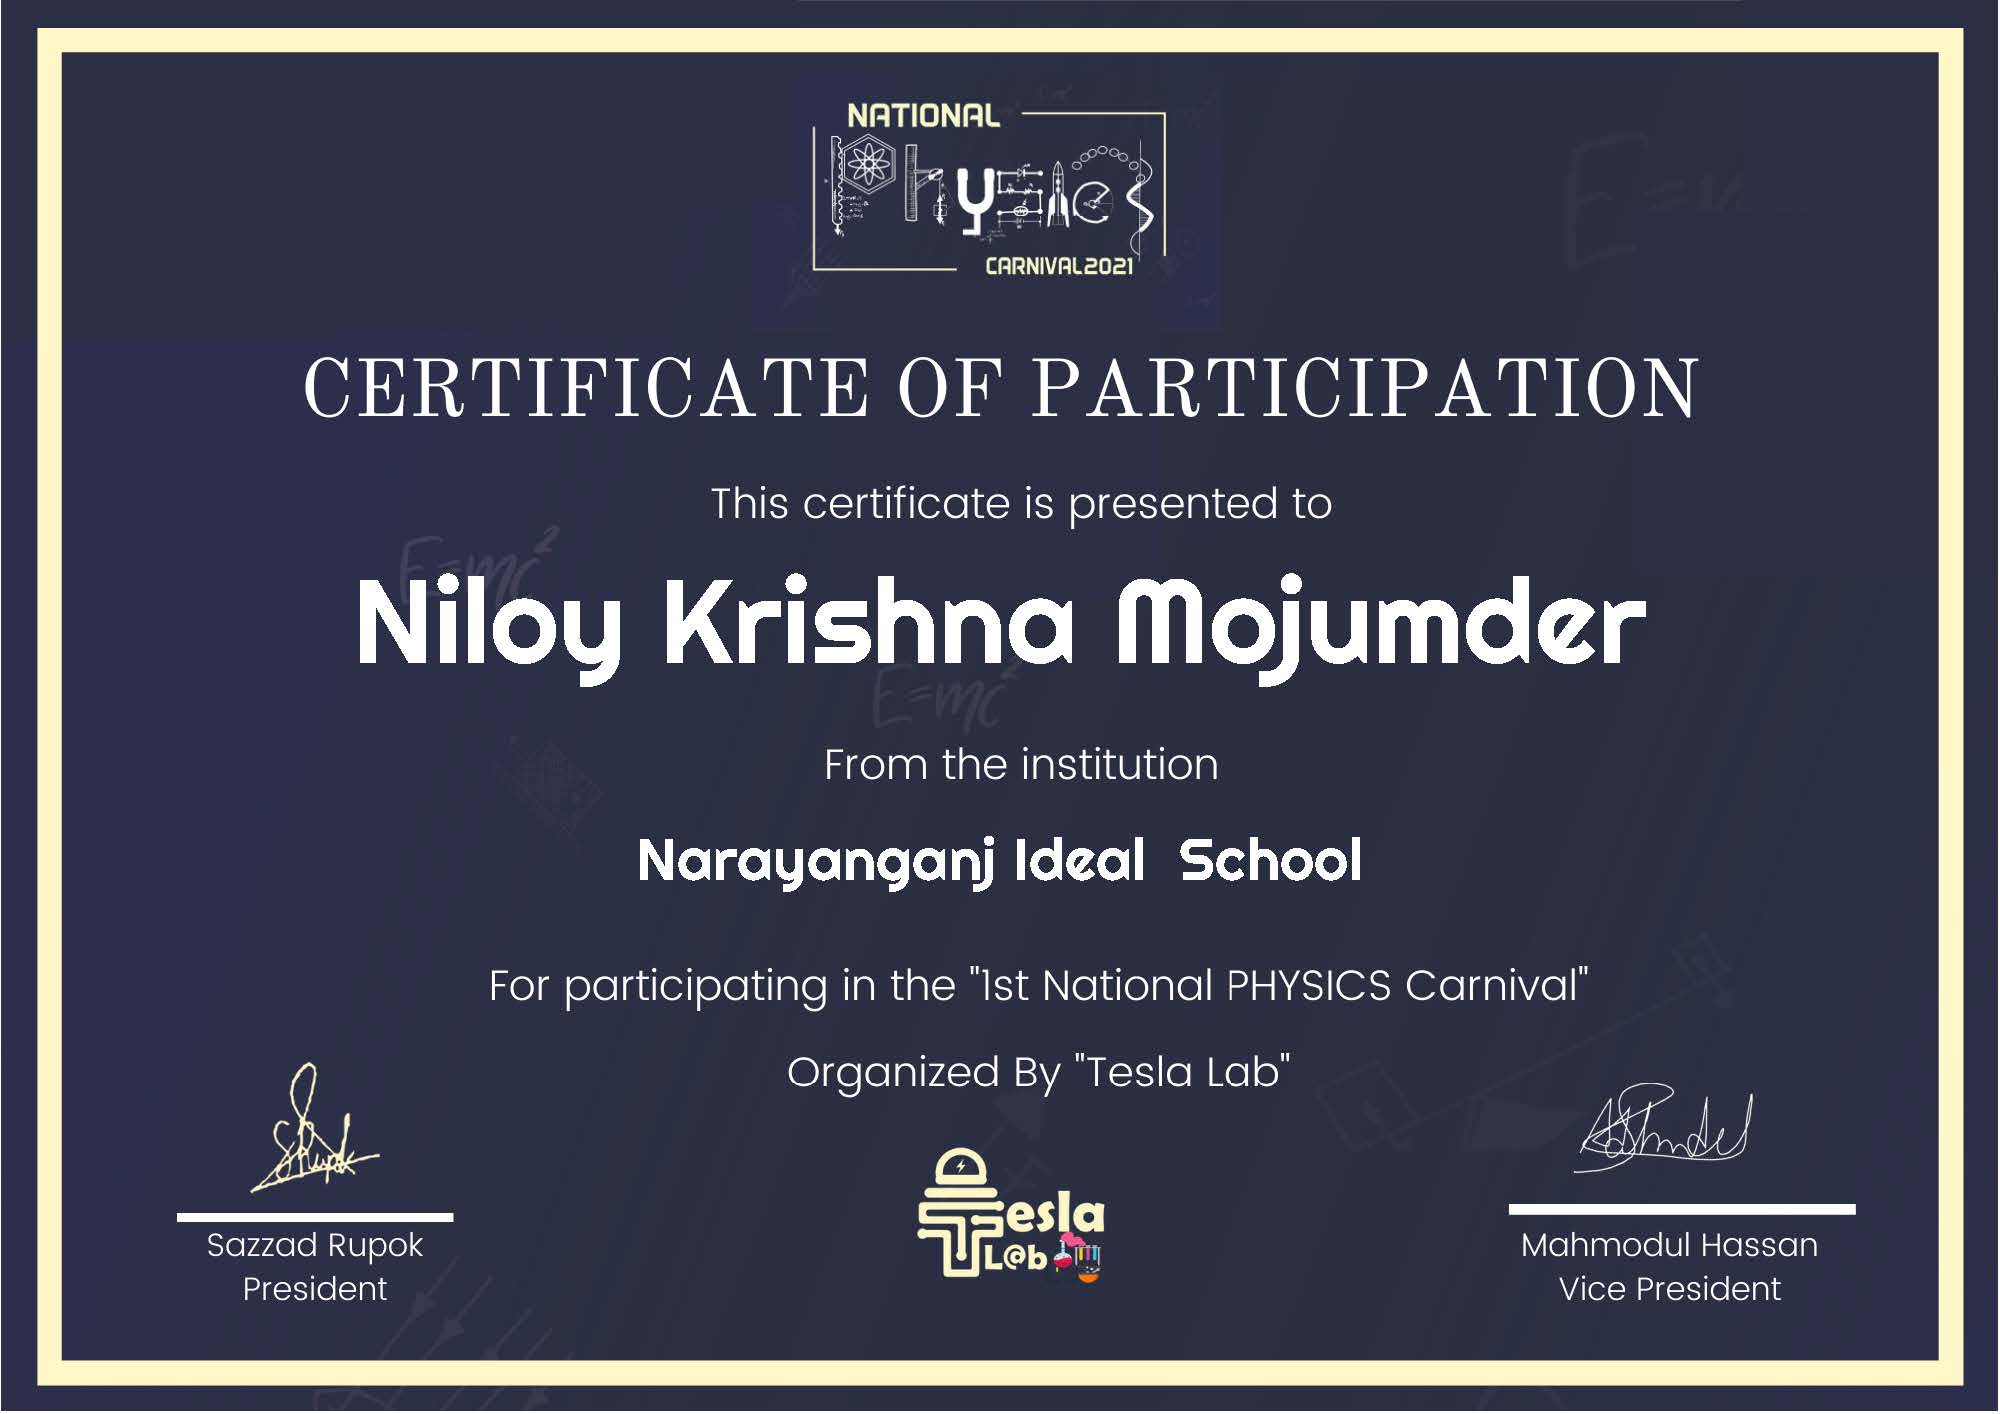 NATIONAL
Physics
CARNIVAL2021
CERTIFICATE OF PARTICIPATION
This certificate is presented to
E=mc²
Niloy Krishna Mojumder
E=mc²
From the institution
Narayanganj Ideal School
For participating in the "1st National PHYSICS Carnival"
Organized By "Tesla Lab"
Tesla
L@b
Sazzad Rupok
President
Mahmodul Hassan
Vice President